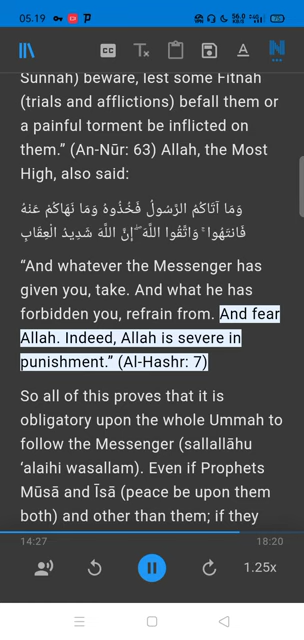 05.19
58.0
KB/S
4G
CC
Sunnah) beware, lest some Fitnah
(trials and afflictions) befall them or
a painful torment be inflicted on
them.” (An-Nūr: 63) Allah, the Most
High, also said:
وَمَا آتَاكُمُ الرَّسُولُ فَخُذُوهُ وَمَا نَهَاكُمْ عَنْهُ
فَانتَهُوا ۚ وَاتَّقُوا اللَّهَ ۖ إِنَّ اللَّهَ شَدِيدُ الْعِقَابِ
“And whatever the Messenger has
given you, take. And what he has
forbidden you, refrain from. And fear
Allah. Indeed, Allah is severe in
punishment.” (Al-Hashr: 7)
So all of this proves that it is
obligatory upon the whole Ummah to
follow the Messenger (sallallāhu
‘alaihi wasallam). Even if Prophets
Mūsā and Īsā (peace be upon them
both) and other than them; if they
14:27
18:20
1.25x